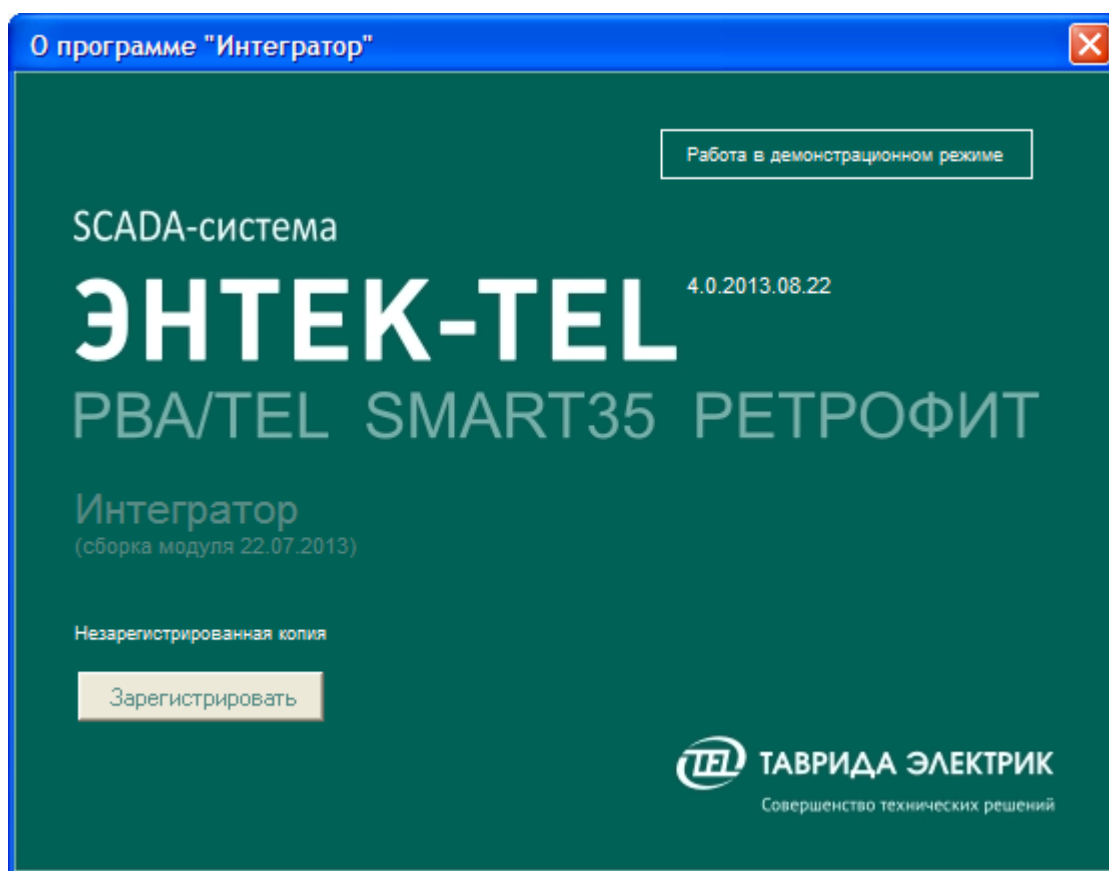 О программе "Интегратор"
Работа в демонстрационном режиме
SCADA-система
ЭНТЕК-TEL
4.0.2013.08.22
РВА/TEL SMART35 РЕТРОФИТ
Интегратор
(сборка модуля 22.07.2013)
Незарегистрированная копия
Зарегистрировать
TEL ТАВРИДА ЭЛЕКТРИК
Совершенство технических решений